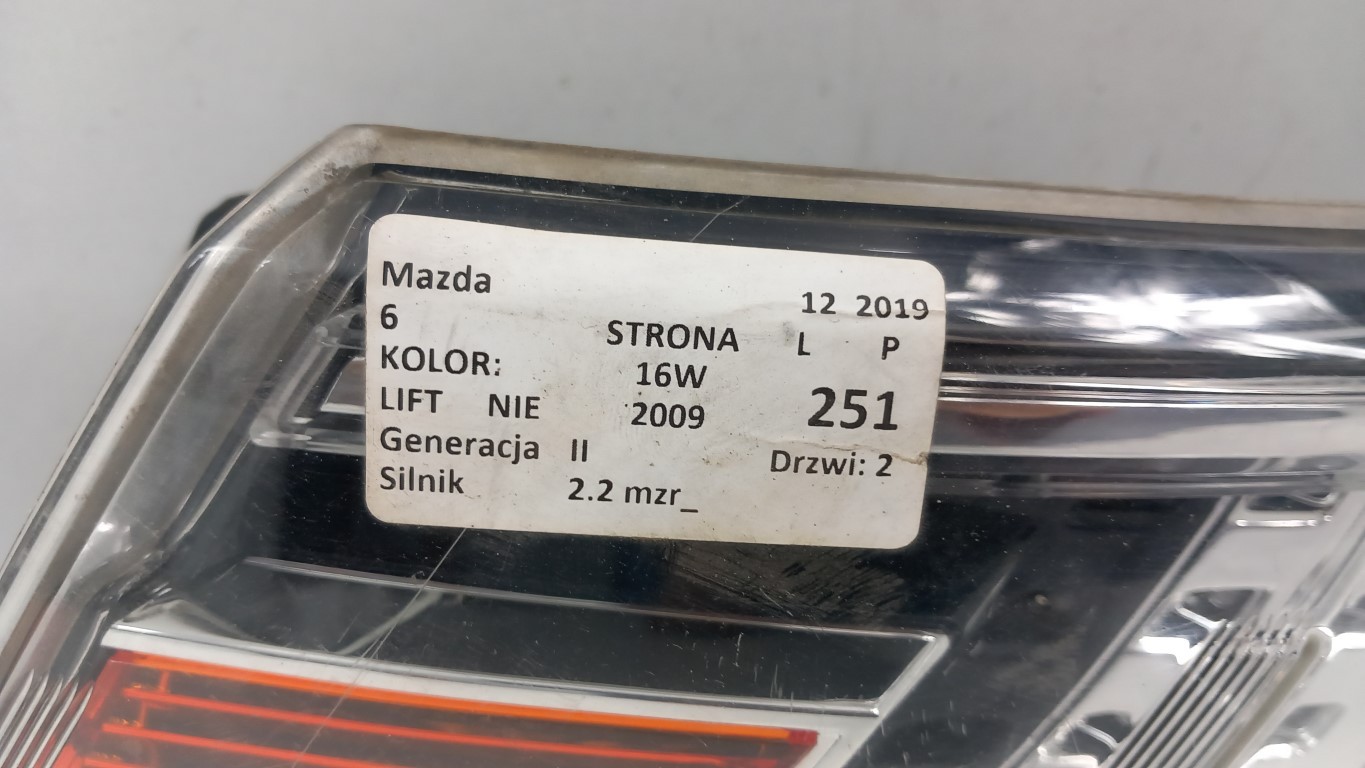 Mazda 12 2019
6 STRONA L P
KOLOR: 16W
LIFT NIE 2009 251
Generacja II Drzwi: 2
Silnik 2.2 mzr_